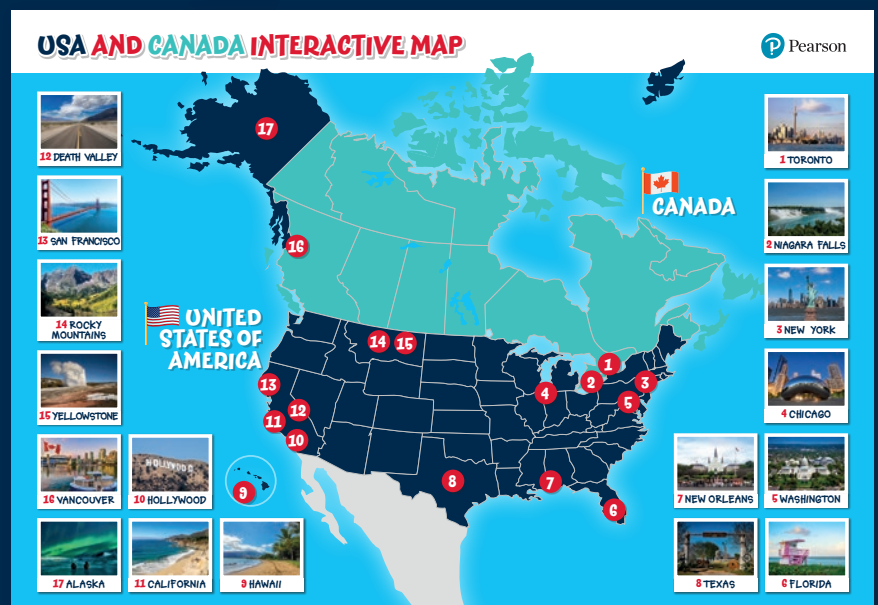 USA AND CANADA INTERACTIVE MAP
P Pearson
12 DEATH VALLEY
13 SAN FRANCISCO
14 ROCKY
MOUNTAINS
15 YELLOWSTONE
16 VANCOUVER
10 HOLLYWOOD
HOLLYWOOD
17 ALASKA
11 CALIFORNIA
9 HAWAII
UNITED
STATES OF
AMERICA
CANADA
17
16
14
15
13
12
11
10
9
8
7
6
5
4
3
2
1
1 TORONTO
2 NIAGARA FALLS
3 NEW YORK
4 CHICAGO
7 NEW ORLEANS
5 WASHINGTON
8 TEXAS
6 FLORIDA